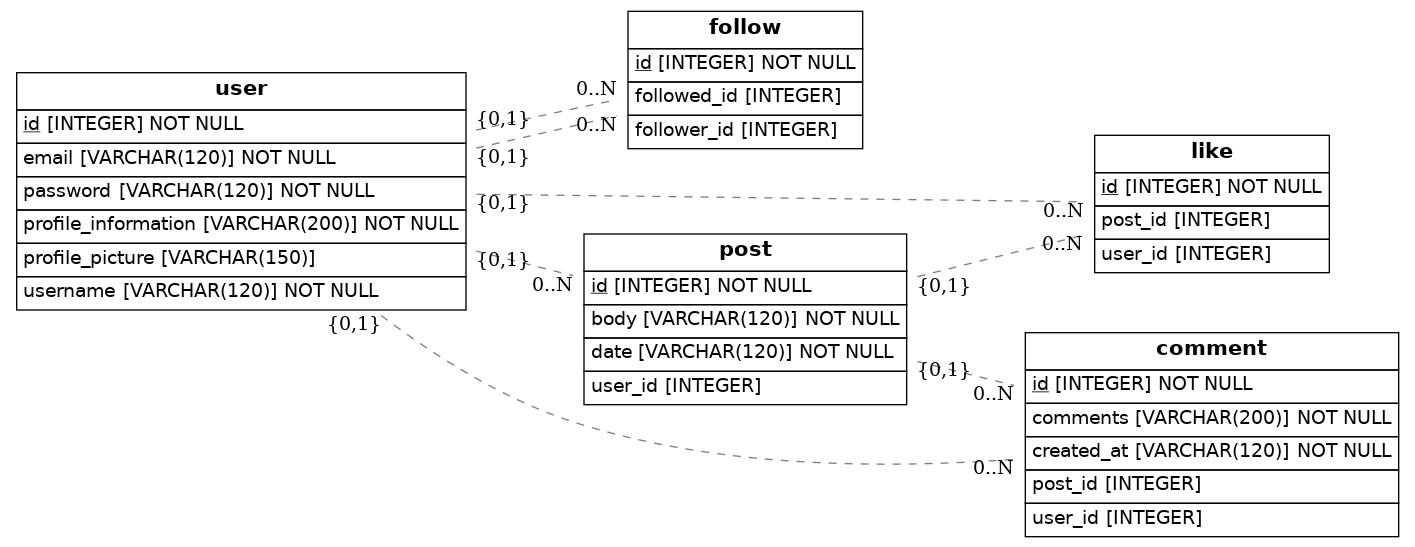 user
id [INTEGER] NOT NULL
email [VARCHAR(120)] NOT NULL
password [VARCHAR(120)] NOT NULL
profile_information [VARCHAR(200)] NOT NULL
profile_picture [VARCHAR(150)]
username [VARCHAR(120)] NOT NULL
follow
id [INTEGER] NOT NULL
followed_id [INTEGER]
follower_id [INTEGER]
like
id [INTEGER] NOT NULL
post_id [INTEGER]
user_id [INTEGER]
post
id [INTEGER] NOT NULL
body [VARCHAR(120)] NOT NULL
date [VARCHAR(120)] NOT NULL
user_id [INTEGER]
comment
id [INTEGER] NOT NULL
comments [VARCHAR(200)] NOT NULL
created_at [VARCHAR(120)] NOT NULL
post_id [INTEGER]
user_id [INTEGER]
0..N
{0,1}
0..N
{0,1}
{0,1}
0..N
0..N
{0,1}
{0,1}
0..N
{0,1}
{0,1}
0..N
0..N